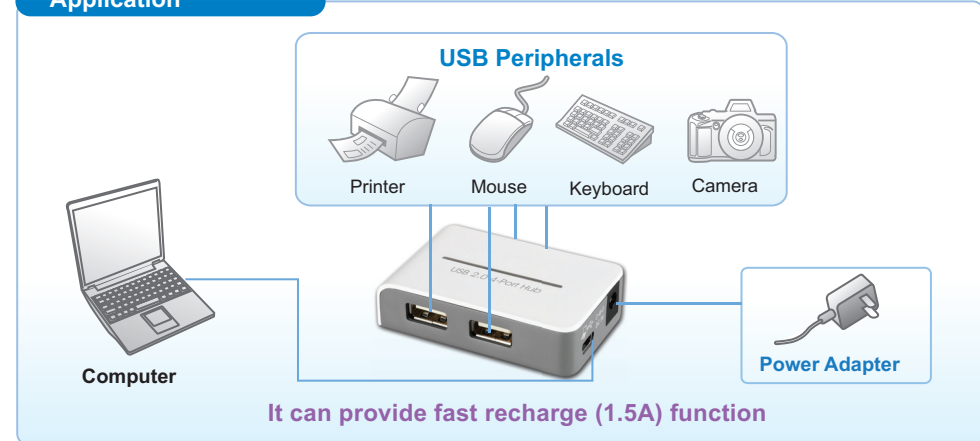 Application
USB Peripherals
Printer
Mouse
Keyboard
Camera
USB 2.0 4-Port Hub
Computer
Power Adapter
It can provide fast recharge (1.5A) function